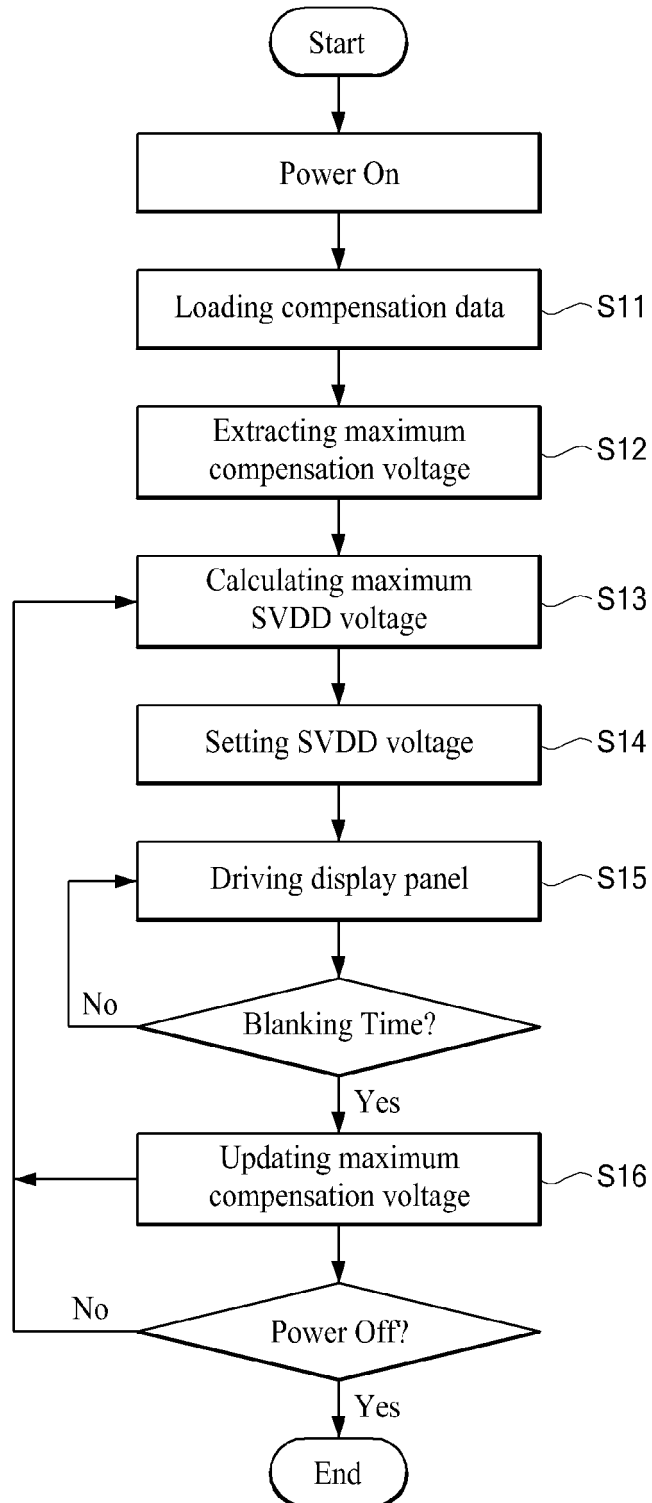 Start
Power On
Loading compensation data
S11
Extracting maximum
compensation voltage
S12
Calculating maximum
SVDD voltage
S13
Setting SVDD voltage
S14
Driving display panel
S15
Blanking Time?
No
Yes
Updating maximum
compensation voltage
S16
Power Off?
No
Yes
End